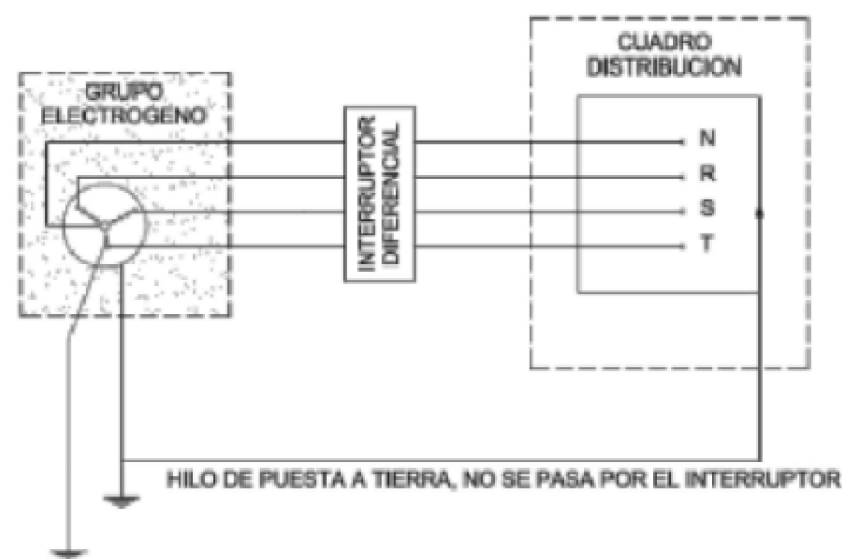 CUADRO
DISTRIBUCION
GRUPO
ELECTROGENO
INTERRUPTOR
DIFERENCIAL
N
R
S
T
HILO DE PUESTA A TIERRA, NO SE PASA POR EL INTERRUPTOR